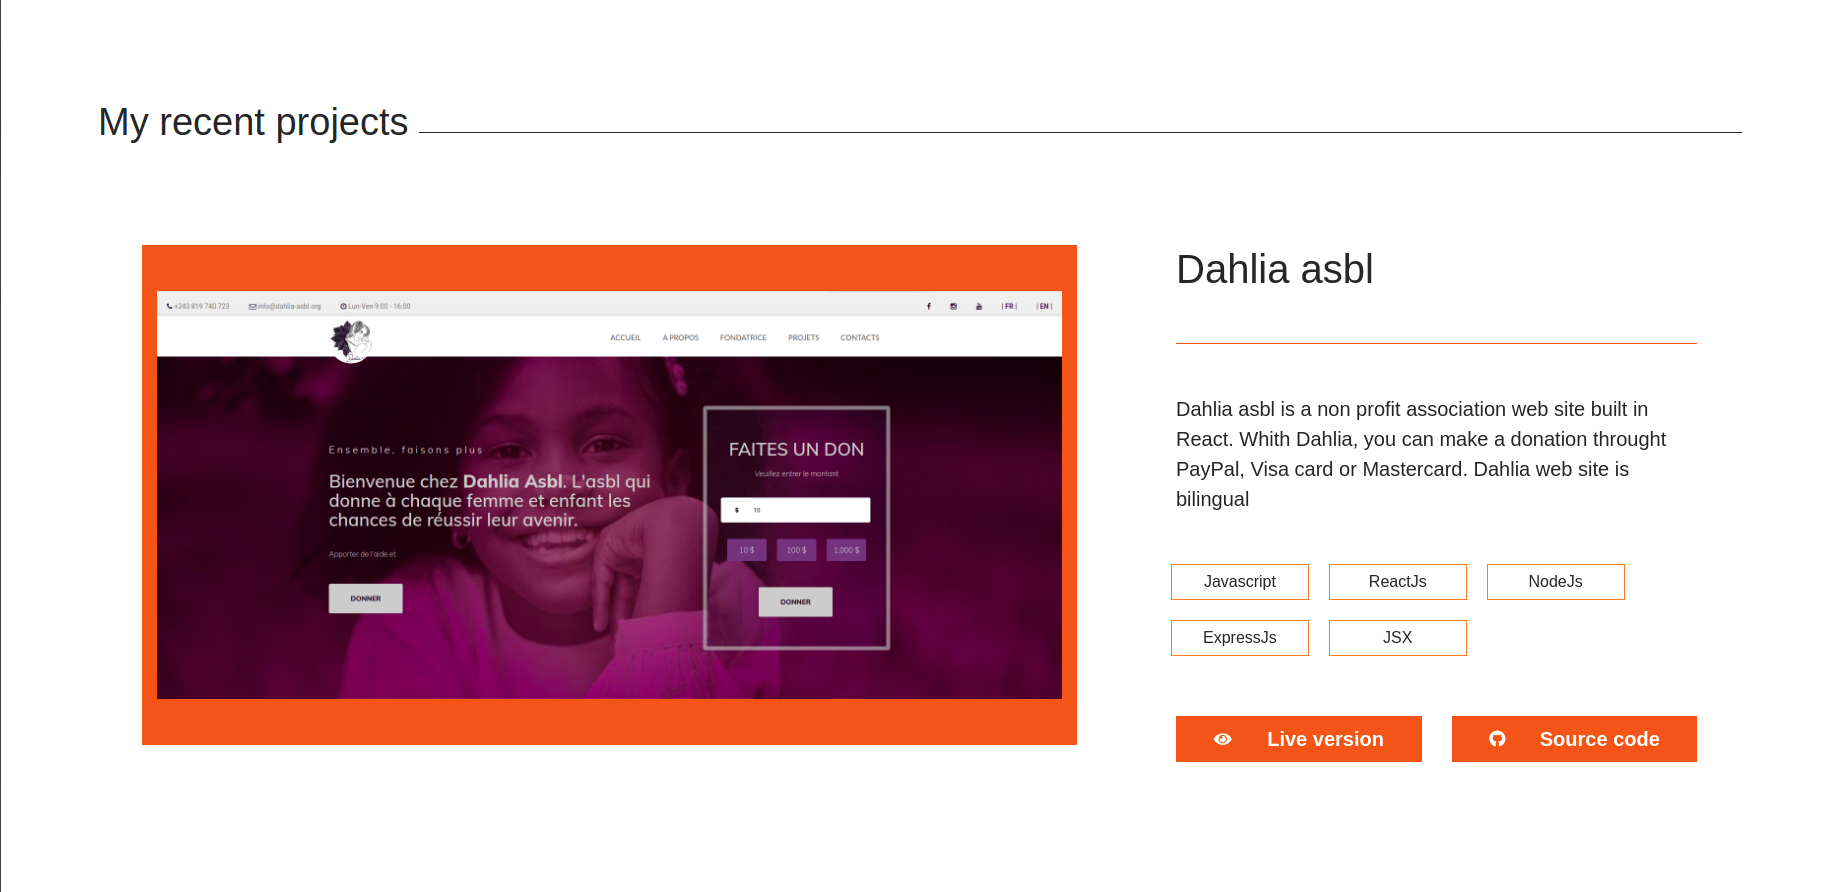 My recent projects
+243 819 740 723 info@dahlia-asbl.org Lun-Ven 9:00 - 16:00 | FR | | EN |
ACCUEIL A PROPOS FONDATRICE PROJETS CONTACTS
Ensemble, faisons plus
Bienvenue chez Dahlia Asbl. L'asbl qui
donne à chaque femme et enfant les
chances de réussir leur avenir.
Apporter de l'aide et
DONNER
FAITES UN DON
Veuillez entrer le montant
$ 10
10 $ 100 $ 1.000 $
DONNER
Dahlia asbl
Dahlia asbl is a non profit association web site built in
React. Whith Dahlia, you can make a donation throught
PayPal, Visa card or Mastercard. Dahlia web site is
bilingual
Javascript ReactJs NodeJs
ExpressJs JSX
Live version Source code